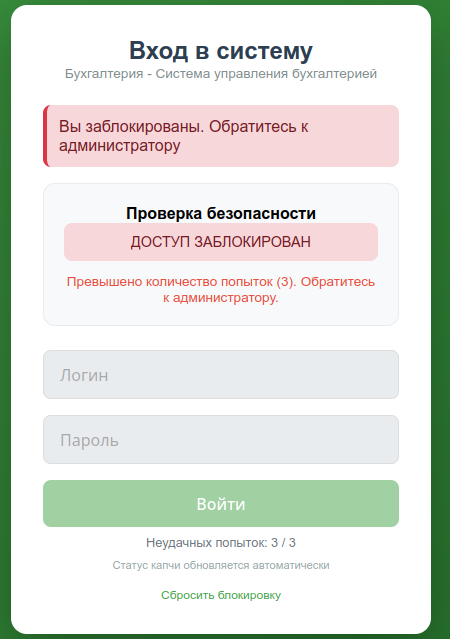 Вход в систему
Бухгалтерия - Система управления бухгалтерией
Вы заблокированы. Обратитесь к
администратору
Проверка безопасности
ДОСТУП ЗАБЛОКИРОВАН
Превышено количество попыток (3). Обратитесь
к администратору.
Логин
Пароль
Войти
Неудачных попыток: 3 / 3
Статус капчи обновляется автоматически
Сбросить блокировку